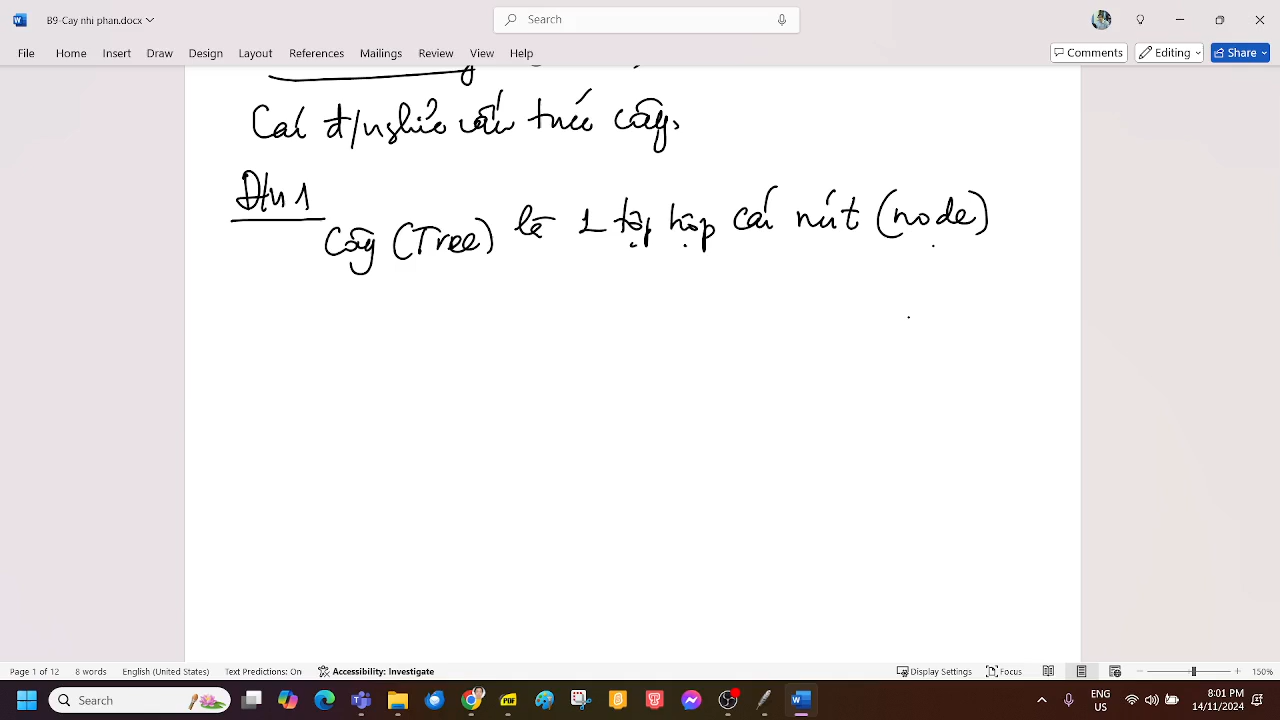 B9-Cay nhi phan.docx
Search
File Home Insert Draw Design Layout References Mailings Review View Help
Comments Editing Share
Các đ/nghĩa cấu trúc cây.
Đ/n 1
Cây (Tree) là 1 tập hợp các nút (node)
Page 1 of 12 8 words English (United States) Text Predictions: On Accessibility: Investigate Display Settings Focus 150%
Search
PDF
ENG
US
8:01 PM
14/11/2024